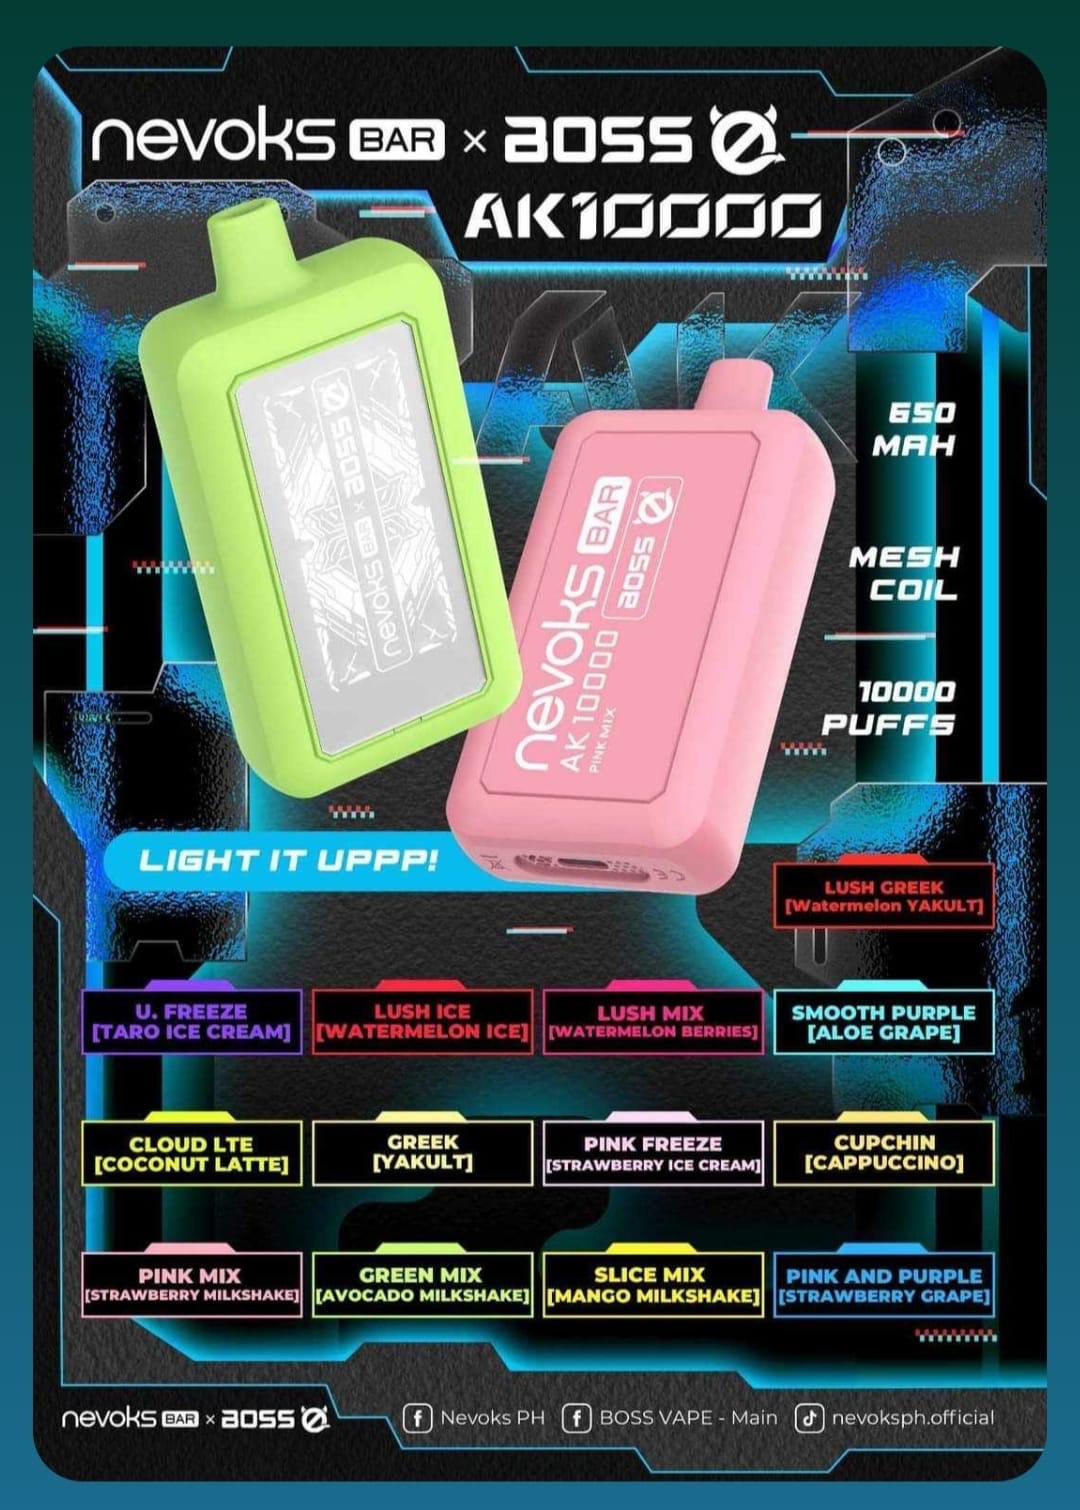 nevoks BAR x BOSS
AK10000
BOSS x nevoks BAR
nevoks BAR
BOSS
AK 10000
PINK MIX
650
MAH
MESH
COIL
10000
PUFFS
LIGHT IT UPPP!
LUSH GREEK
[Watermelon YAKULT]
U. FREEZE
[TARO ICE CREAM]
LUSH ICE
[WATERMELON ICE]
LUSH MIX
[WATERMELON BERRIES]
SMOOTH PURPLE
[ALOE GRAPE]
CLOUD LTE
[COCONUT LATTE]
GREEK
[YAKULT]
PINK FREEZE
[STRAWBERRY ICE CREAM]
CUPCHIN
[CAPPUCCINO]
PINK MIX
[STRAWBERRY MILKSHAKE]
GREEN MIX
[AVOCADO MILKSHAKE]
SLICE MIX
[MANGO MILKSHAKE]
PINK AND PURPLE
[STRAWBERRY GRAPE]
nevoks BAR x BOSS
Nevoks PH
BOSS VAPE - Main
nevoksph.official